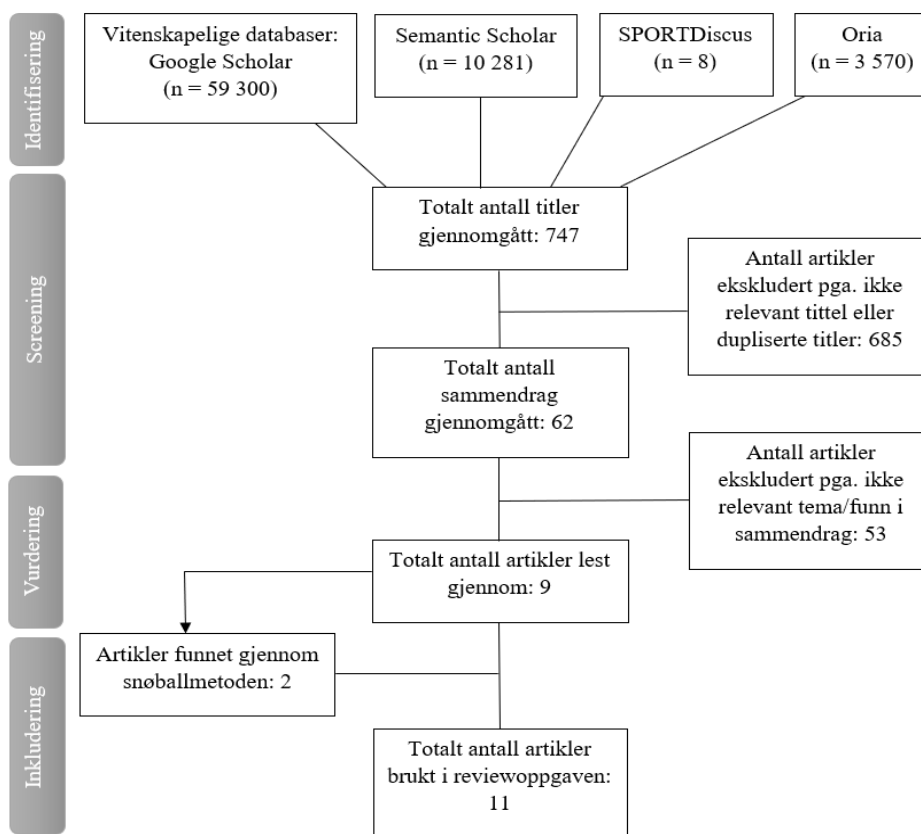 Identifisering
Vitenskapelige databaser:
Google Scholar
(n = 59 300)
Semantic Scholar
(n = 10 281)
SPORTDiscus
(n = 8)
Oria
(n = 3 570)
Screening
Totalt antall titler
gjennomgått: 747
Antall artikler
ekskludert pga. ikke
relevant tittel eller
dupliserte titler: 685
Totalt antall
sammendrag
gjennomgått: 62
Antall artikler
ekskludert pga. ikke
relevant tema/funn i
sammendrag: 53
Vurdering
Totalt antall artikler lest
gjennom: 9
Inkludering
Artikler funnet gjennom
snøballmetoden: 2
Totalt antall artikler
brukt i reviewoppgaven:
11